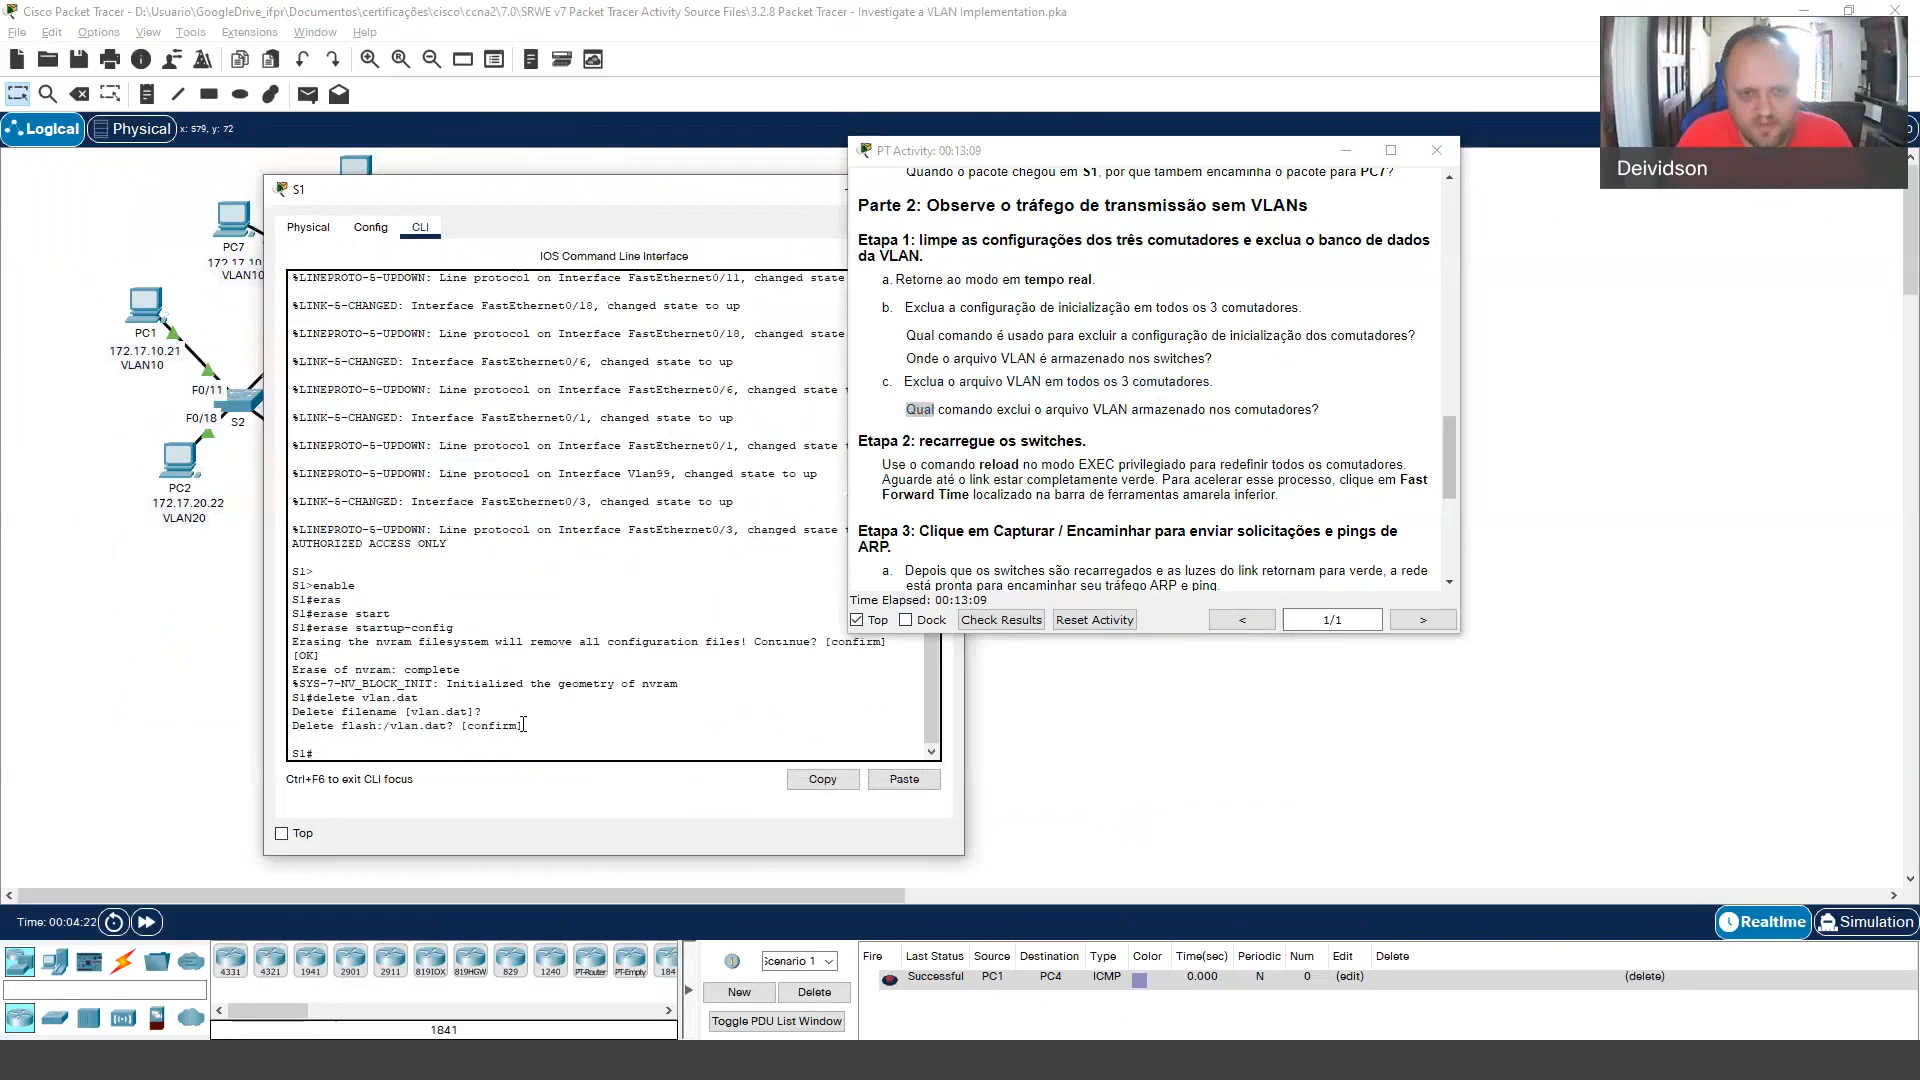 Cisco Packet Tracer - D:\Usuario\GoogleDrive_ifpr\Documentos\certificações\cisco\ccna2\7.0\SRWE v7 Packet Tracer Activity Source Files\3.2.8 Packet Tracer - Investigate a VLAN Implementation.pka
File Edit Options View Tools Extensions Window Help
Logical Physical x: 579, y: 72
Deividson
PC7
VLAN10
PC1
172.17.10.21
VLAN10
F0/11
F0/18
S2
PC2
172.17.20.22
VLAN20
S1
Physical Config CLI
IOS Command Line Interface
%LINEPROTO-5-UPDOWN: Line protocol on Interface FastEthernet0/11, changed state
%LINK-5-CHANGED: Interface FastEthernet0/18, changed state to up
%LINEPROTO-5-UPDOWN: Line protocol on Interface FastEthernet0/18, changed state
%LINK-5-CHANGED: Interface FastEthernet0/6, changed state to up
%LINEPROTO-5-UPDOWN: Line protocol on Interface FastEthernet0/6, changed state
%LINK-5-CHANGED: Interface FastEthernet0/1, changed state to up
%LINEPROTO-5-UPDOWN: Line protocol on Interface FastEthernet0/1, changed state
%LINEPROTO-5-UPDOWN: Line protocol on Interface Vlan99, changed state to up
%LINK-5-CHANGED: Interface FastEthernet0/3, changed state to up
%LINEPROTO-5-UPDOWN: Line protocol on Interface FastEthernet0/3, changed state
AUTHORIZED ACCESS ONLY
S1>
S1>enable
S1#eras
S1#erase start
S1#erase startup-config
Erasing the nvram filesystem will remove all configuration files! Continue? [confirm]
[OK]
Erase of nvram: complete
%SYS-7-NV_BLOCK_INIT: Initialized the geometry of nvram
S1#delete vlan.dat
Delete filename [vlan.dat]?
Delete flash:/vlan.dat? [confirm]
S1#
Ctrl+F6 to exit CLI focus
Copy Paste
Top
PT Activity: 00:13:09
Quando o pacote chegou em S1, por que também encaminha o pacote para PC7?
Parte 2: Observe o tráfego de transmissão sem VLANs
Etapa 1: limpe as configurações dos três comutadores e exclua o banco de dados
da VLAN.
a. Retorne ao modo em tempo real.
b. Exclua a configuração de inicialização em todos os 3 comutadores.
Qual comando é usado para excluir a configuração de inicialização dos comutadores?
Onde o arquivo VLAN é armazenado nos switches?
c. Exclua o arquivo VLAN em todos os 3 comutadores.
Qual comando exclui o arquivo VLAN armazenado nos comutadores?
Etapa 2: recarregue os switches.
Use o comando reload no modo EXEC privilegiado para redefinir todos os comutadores.
Aguarde até o link estar completamente verde. Para acelerar esse processo, clique em Fast
Forward Time localizado na barra de ferramentas amarela inferior.
Etapa 3: Clique em Capturar / Encaminhar para enviar solicitações e pings de
ARP.
a. Depois que os switches são recarregados e as luzes do link retornam para verde, a rede
está pronta para encaminhar seu tráfego ARP e ping.
Time Elapsed: 00:13:09
Top Dock Check Results Reset Activity < 1/1 >
Time: 00:04:22
Realtime Simulation
4331 4321 1941 2901 2911 819IOX 819HGW 829 1240 PT-Router PT-Empty 184
1841
New Delete
Toggle PDU List Window
Fire Last Status Source Destination Type Color Time(sec) Periodic Num Edit Delete
Successful PC1 PC4 ICMP 0.000 N 0 (edit) (delete)